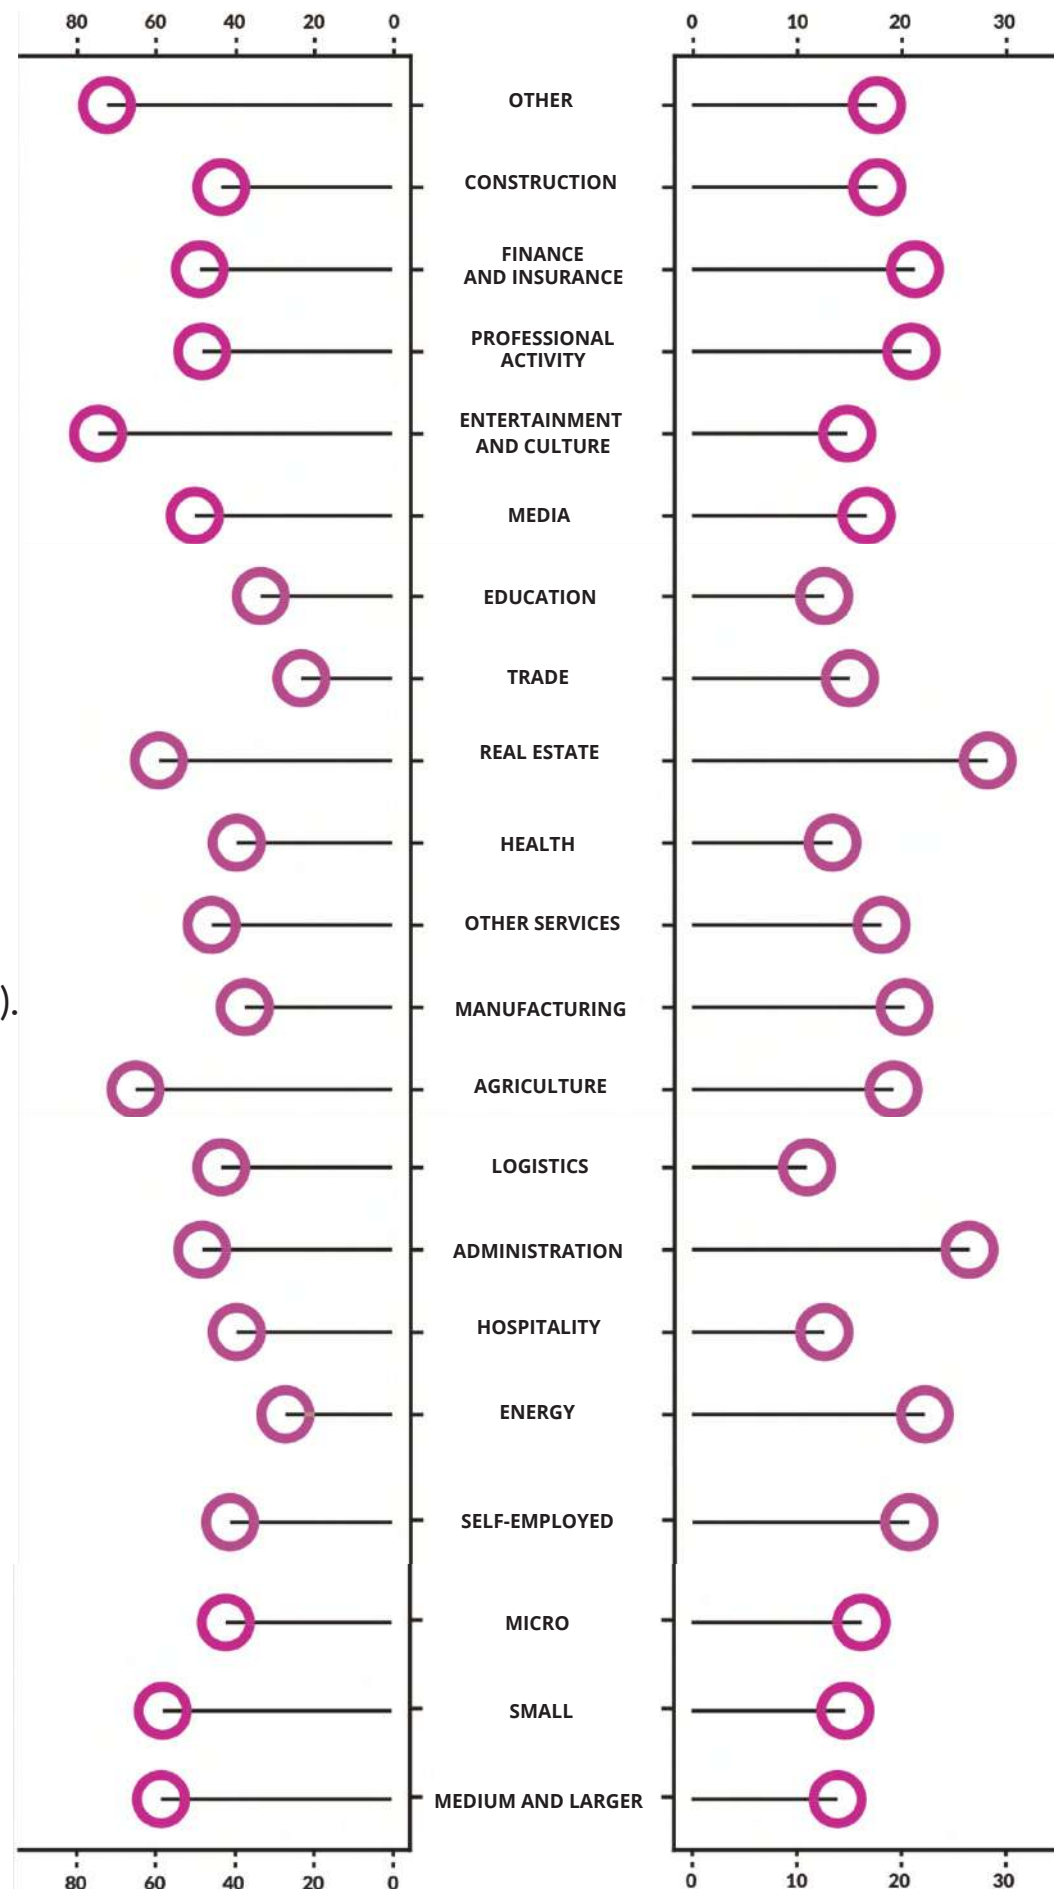 80 60 40 20 0
0 10 20 30
OTHER
CONSTRUCTION
FINANCE
AND INSURANCE
PROFESSIONAL
ACTIVITY
ENTERTAINMENT
AND CULTURE
MEDIA
EDUCATION
TRADE
REAL ESTATE
HEALTH
OTHER SERVICES
).
MANUFACTURING
AGRICULTURE
LOGISTICS
ADMINISTRATION
HOSPITALITY
ENERGY
SELF-EMPLOYED
MICRO
SMALL
MEDIUM AND LARGER
80 60 40 20 0
0 10 20 30